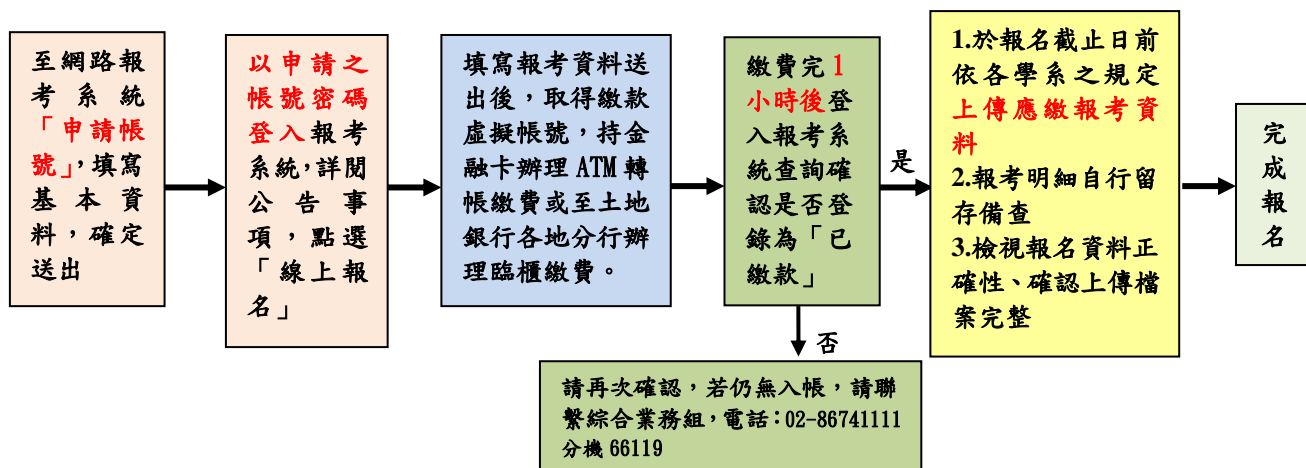 至網路報
考系統
「申請帳
號」，填寫
基本資
料，確定
送出
以申請之
帳號密碼
登入報考
系統，詳閱
公告事
項，點選
「線上報
名」
填寫報考資料送
出後，取得繳款
虛擬帳號，持金
融卡辦理 ATM 轉
帳繳費或至土地
銀行各地分行辦
理臨櫃繳費。
繳費完 1
小時後登
入報考系
統查詢確
認是否登
錄為「已
繳款」
是
否
請再次確認，若仍無入帳，請聯
繫綜合業務組，電話：02-86741111
分機 66119
1.於報名截止日前
依各學系之規定
上傳應繳報考資
料
2.報考明細自行留
存備查
3.檢視報名資料正
確性、確認上傳檔
案完整
完
成
報
名